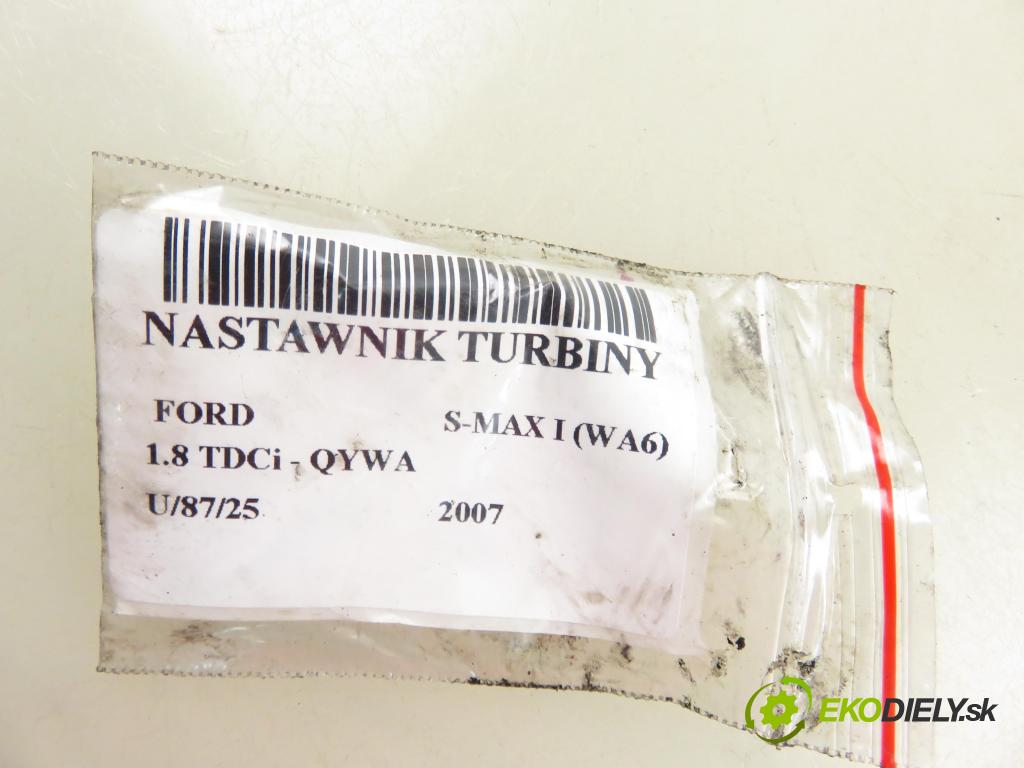 NASTAWNIK TURBINY
FORD S-MAX I (WA6)
1.8 TDCi - QYWA
U/87/25 2007
EKODIELY.sk